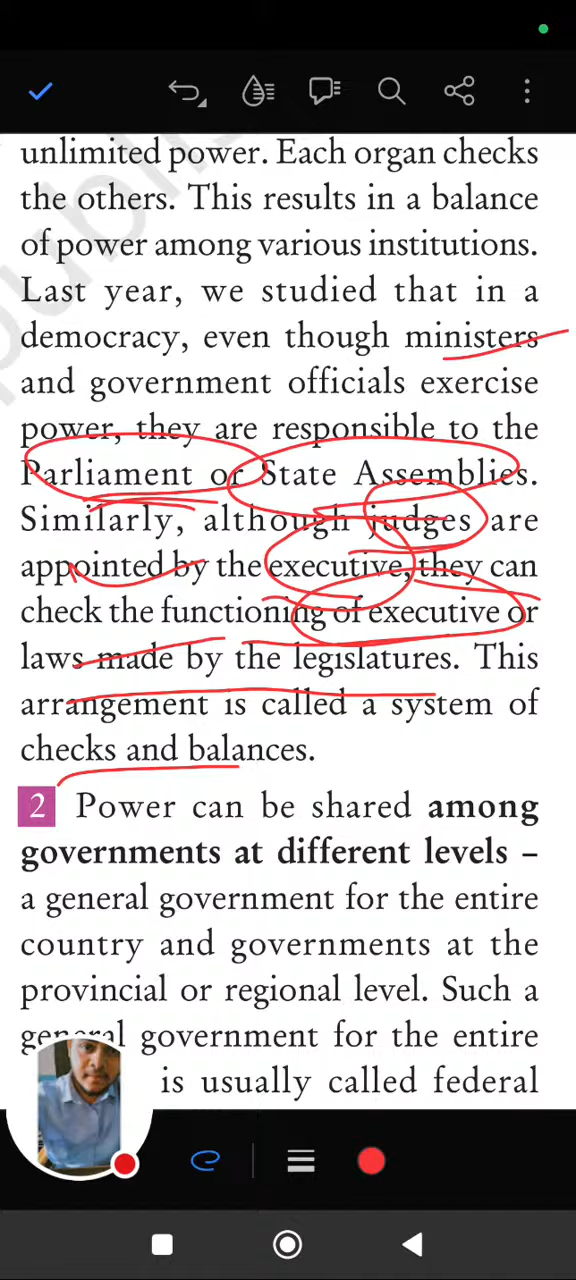 unlimited power. Each organ checks
the others. This results in a balance
of power among various institutions.
Last year, we studied that in a
democracy, even though ministers
and government officials exercise
power, they are responsible to the
Parliament or State Assemblies.
Similarly, although judges are
appointed by the executive, they can
check the functioning of executive or
laws made by the legislatures. This
arrangement is called a system of
checks and balances.
2 Power can be shared among
governments at different levels –
a general government for the entire
country and governments at the
provincial or regional level. Such a
general government for the entire
is usually called federal